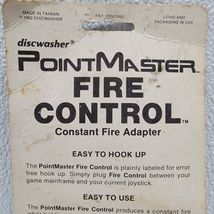 MADE IN TAIWAN
© 1982 DISCWASHER
PAT. PENDING
LITHO AND
PACKAGING IN USA
discwasher
POINTMASTER
FIRE
CONTROL™
Constant Fire Adapter
EASY TO HOOK UP
The PointMaster Fire Control is plainly labeled for error
free hook up. Simply plug Fire Control between your
game mainframe and your current joystick.
EASY TO USE
The PointMaster Fire Control produces a constant fire